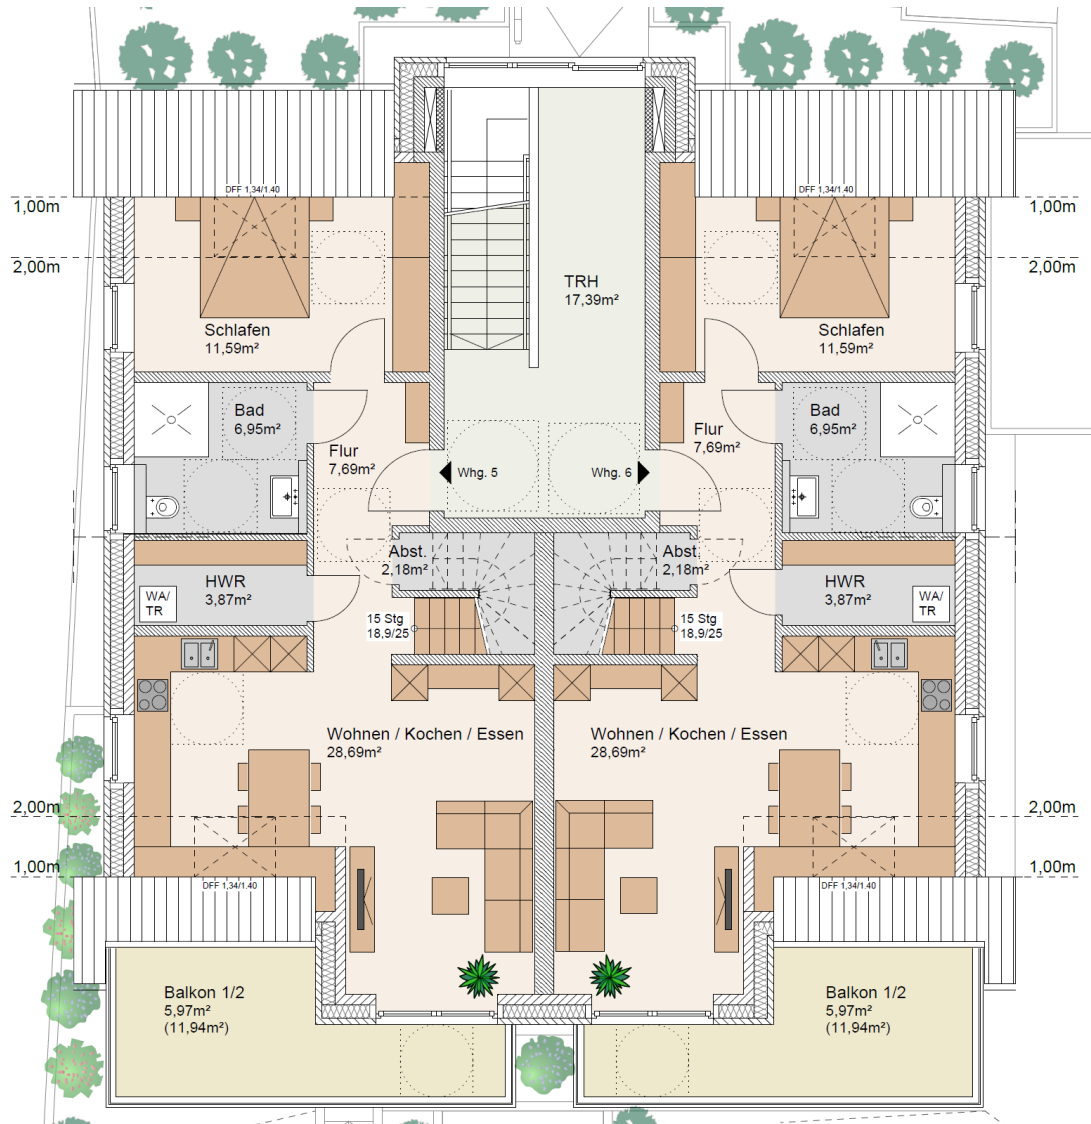 DFF 1,34/1.40
DFF 1,34/1.40
1,00m
1,00m
2,00m
2,00m
TRH
17,39m²
Schlafen
11,59m²
Schlafen
11,59m²
Bad
6,95m²
Bad
6,95m²
Flur
7,69m²
Flur
7,69m²
Whg. 5
Whg. 6
Abst.
2,18m²
Abst.
2,18m²
HWR
3,87m²
HWR
3,87m²
WA/
TR
WA/
TR
15 Stg
18,9/25
15 Stg
18,9/25
Wohnen / Kochen / Essen
28,69m²
Wohnen / Kochen / Essen
28,69m²
2,00m
2,00m
1,00m
1,00m
DFF 1,34/1.40
DFF 1,34/1.40
Balkon 1/2
5,97m²
(11,94m²)
Balkon 1/2
5,97m²
(11,94m²)